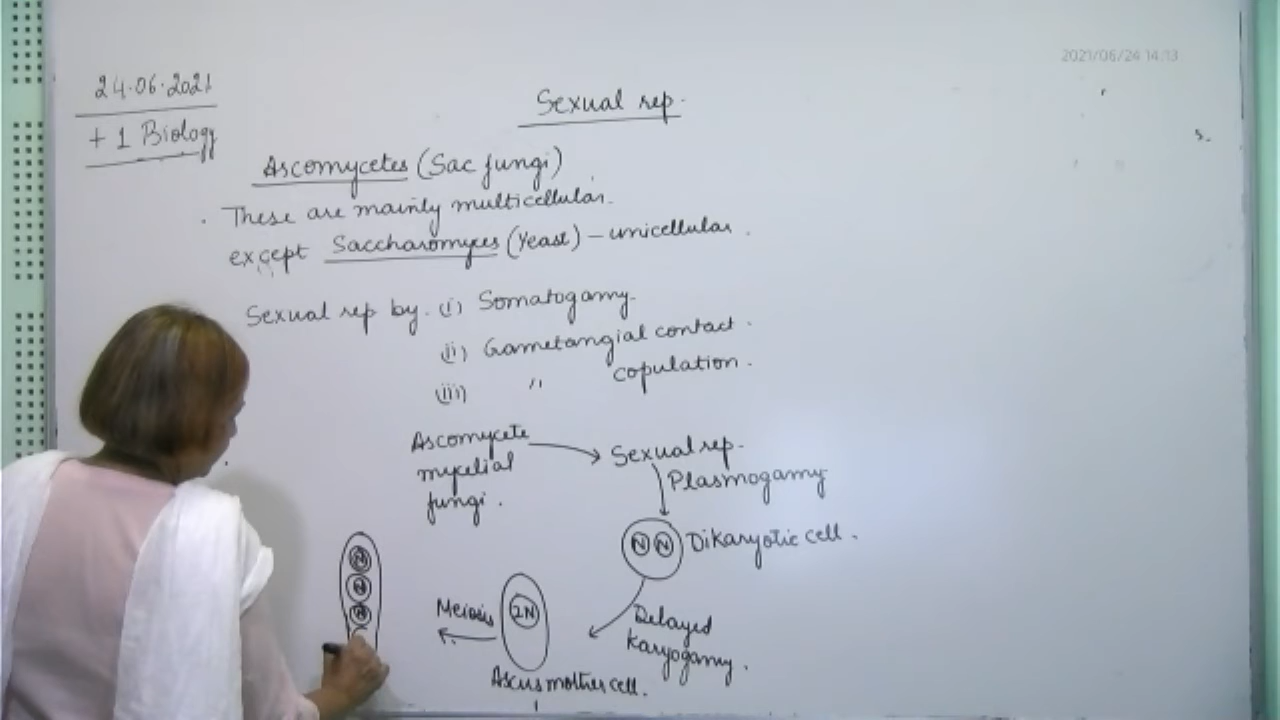 2021/06/24 14:13
24.06.2021
+ 1 Biology
Sexual rep.
Ascomycetes (Sac fungi)
. These are mainly multicellular.
except Saccharomyces (Yeast) - unicellular.
Sexual rep by. (i) Somatogamy.
(ii) Gametangial contact.
(iii) " copulation.
Ascomycete
mycelial
fungi.
Sexual rep.
Plasmogamy
N N Dikaryotic cell.
Delayed
Karyogamy.
2N
Ascus mother cell.
Meiosis
N
N
N